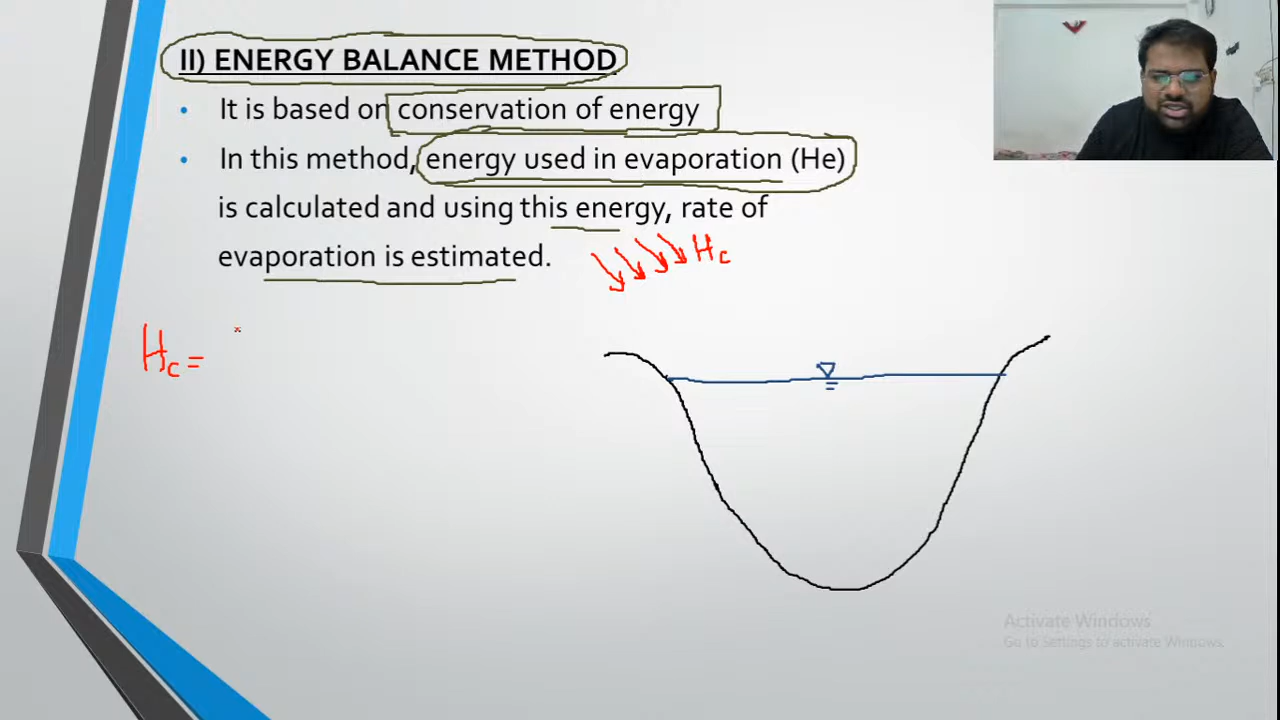 II) ENERGY BALANCE METHOD
• It is based on conservation of energy
• In this method, energy used in evaporation (He)
is calculated and using this energy, rate of
evaporation is estimated.
Hc
Hc =
Activate Windows
Go to Settings to activate Windows.